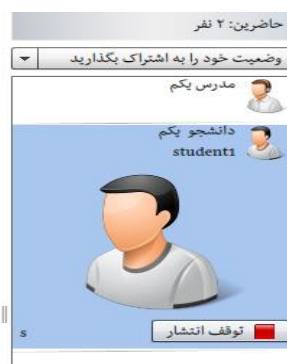 حاضرین: ۲ نفر
وضعیت خود را به اشتراک بگذارید
مدرس یکم
دانشجو یکم
student1
توقف انتشار
s